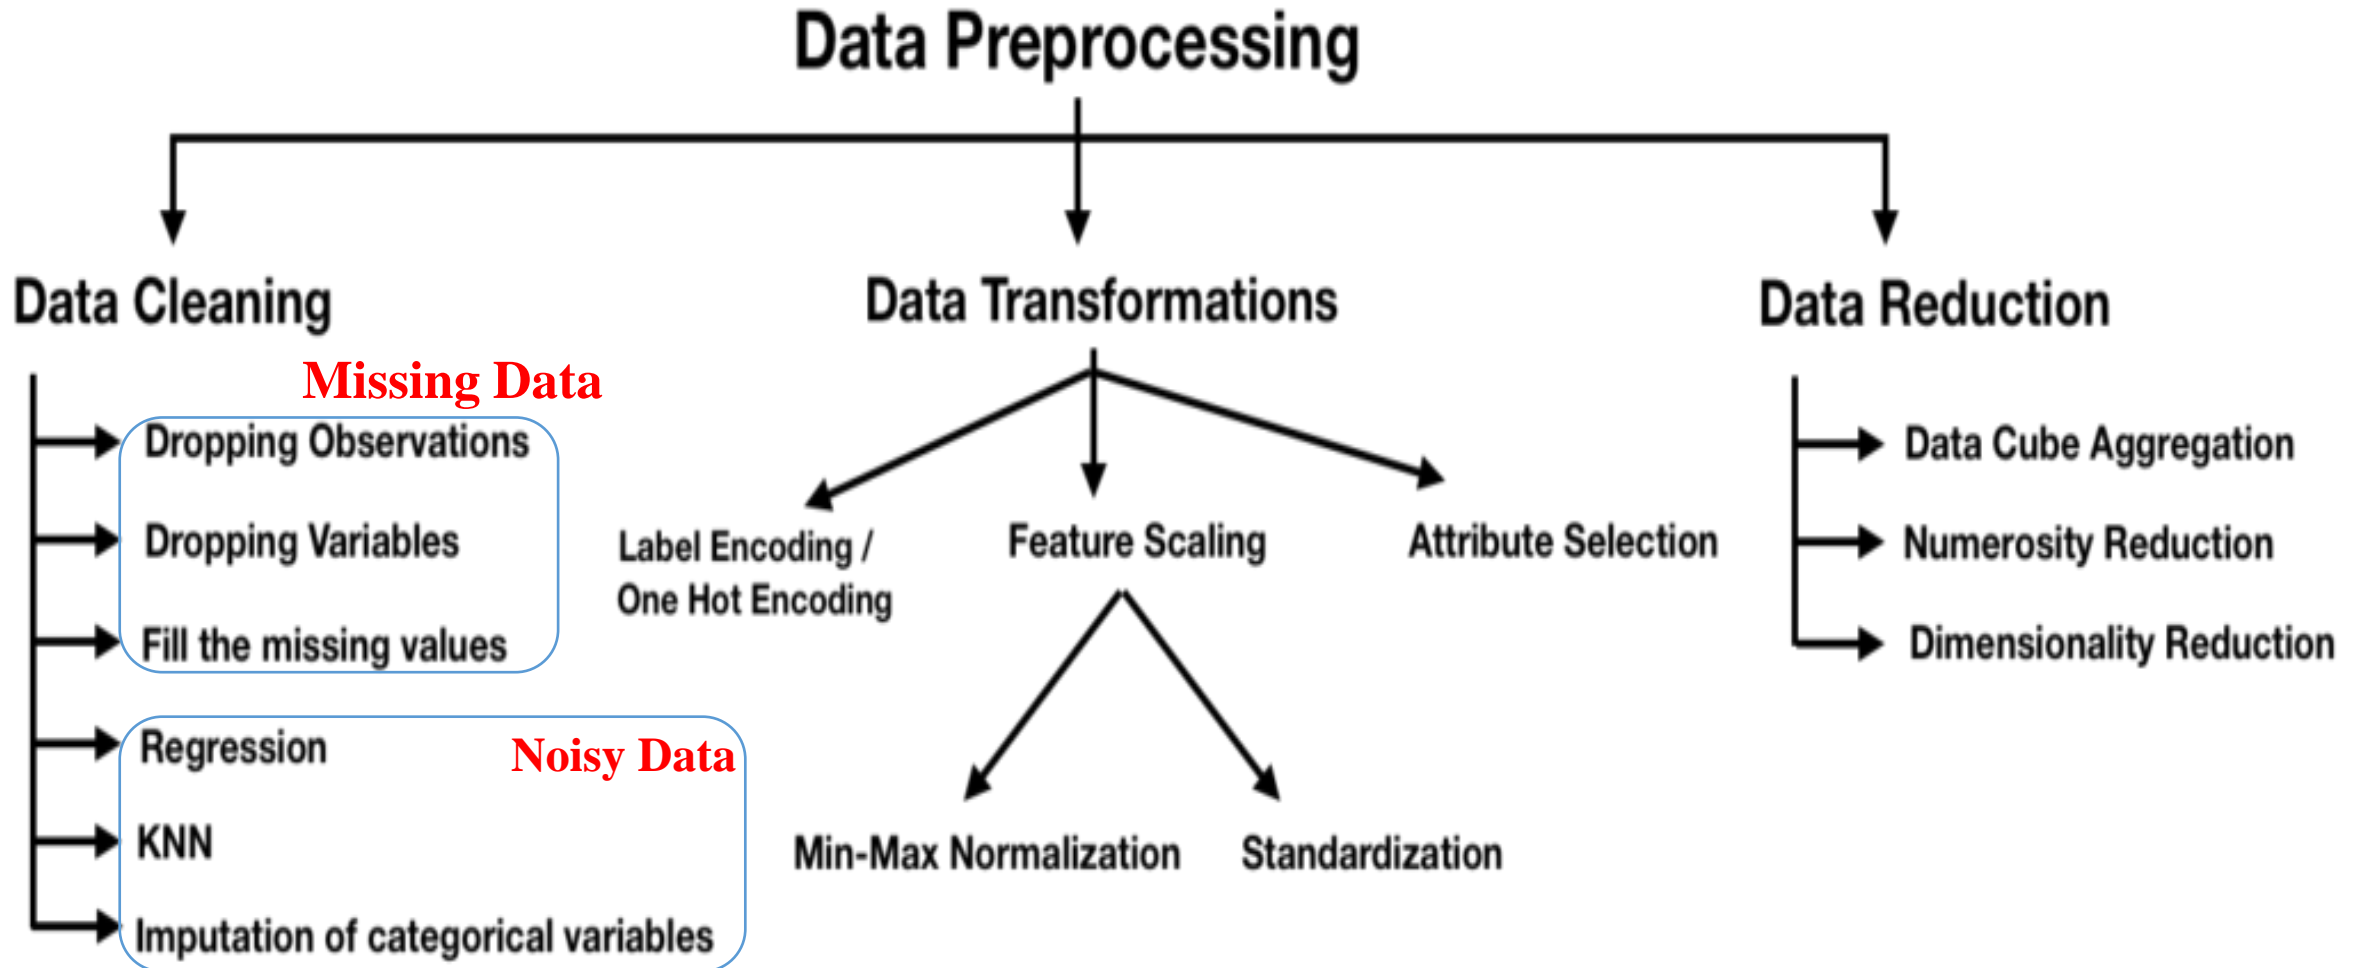 Data Preprocessing
Data Cleaning
Missing Data
Dropping Observations
Dropping Variables
Fill the missing values
Regression
Noisy Data
KNN
Imputation of categorical variables
Data Transformations
Label Encoding /
One Hot Encoding
Feature Scaling
Attribute Selection
Min-Max Normalization
Standardization
Data Reduction
Data Cube Aggregation
Numerosity Reduction
Dimensionality Reduction